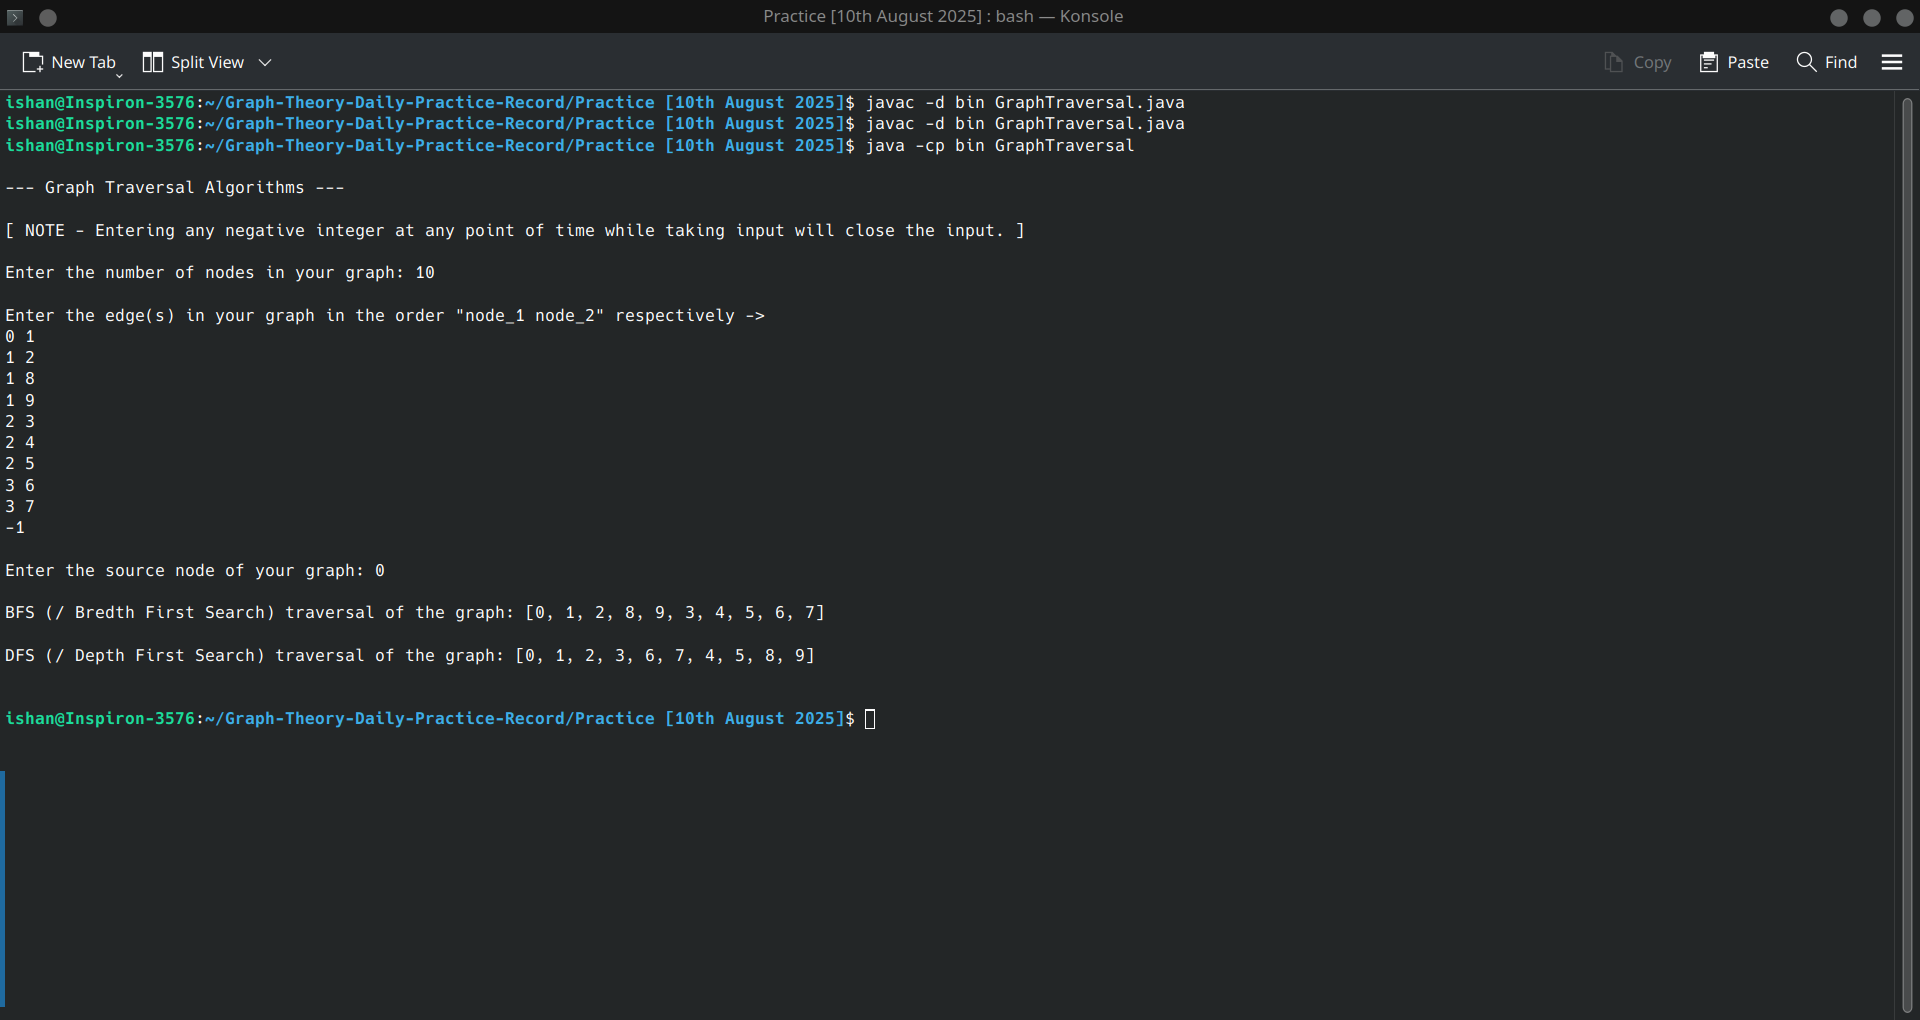 Practice [10th August 2025] : bash — Konsole
New Tab Split View Copy Paste Find
ishan@Inspiron-3576:~/Graph-Theory-Daily-Practice-Record/Practice [10th August 2025]$ javac -d bin GraphTraversal.java
ishan@Inspiron-3576:~/Graph-Theory-Daily-Practice-Record/Practice [10th August 2025]$ javac -d bin GraphTraversal.java
ishan@Inspiron-3576:~/Graph-Theory-Daily-Practice-Record/Practice [10th August 2025]$ java -cp bin GraphTraversal
--- Graph Traversal Algorithms ---
[ NOTE - Entering any negative integer at any point of time while taking input will close the input. ]
Enter the number of nodes in your graph: 10
Enter the edge(s) in your graph in the order "node_1 node_2" respectively ->
0 1
1 2
1 8
1 9
2 3
2 4
2 5
3 6
3 7
-1
Enter the source node of your graph: 0
BFS (/ Bredth First Search) traversal of the graph: [0, 1, 2, 8, 9, 3, 4, 5, 6, 7]
DFS (/ Depth First Search) traversal of the graph: [0, 1, 2, 3, 6, 7, 4, 5, 8, 9]
ishan@Inspiron-3576:~/Graph-Theory-Daily-Practice-Record/Practice [10th August 2025]$